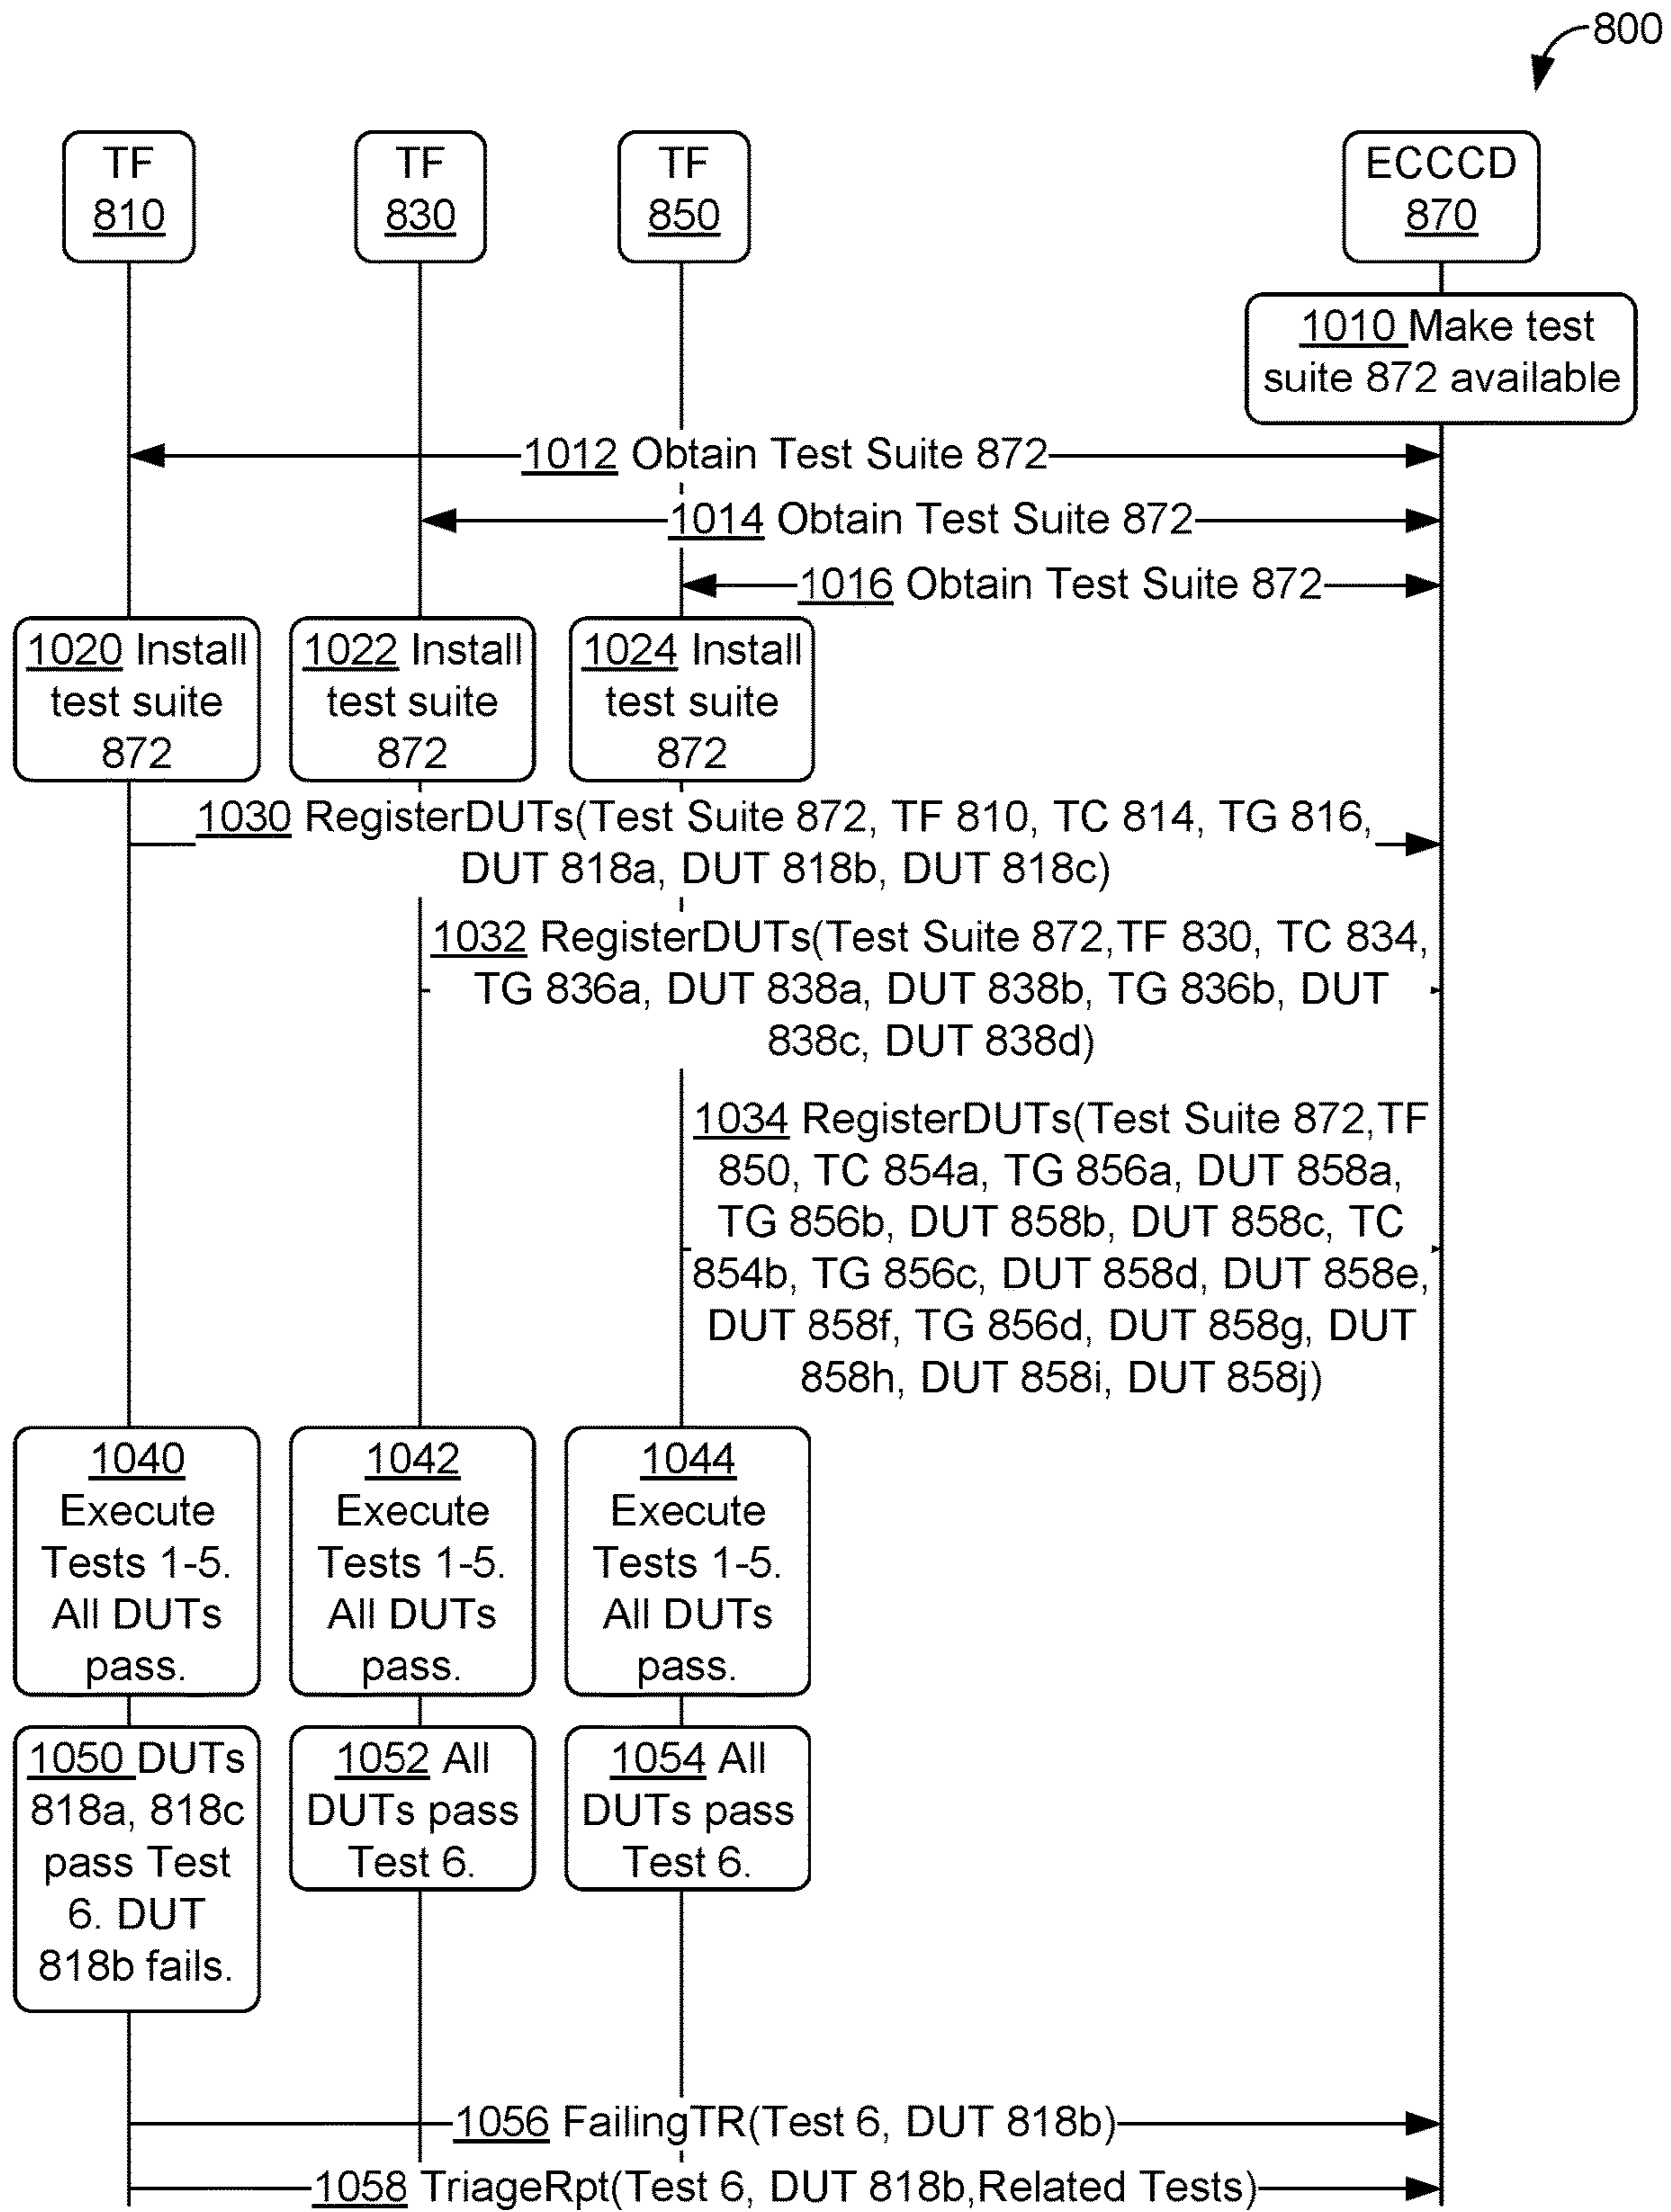 800
TF
810
TF
830
TF
850
ECCCD
870
1010 Make test
suite 872 available
1012 Obtain Test Suite 872
1014 Obtain Test Suite 872
1016 Obtain Test Suite 872
1020 Install
test suite
872
1022 Install
test suite
872
1024 Install
test suite
872
1030 RegisterDUTs(Test Suite 872, TF 810, TC 814, TG 816,
DUT 818a, DUT 818b, DUT 818c)
1032 RegisterDUTs(Test Suite 872,TF 830, TC 834,
TG 836a, DUT 838a, DUT 838b, TG 836b, DUT
838c, DUT 838d)
1034 RegisterDUTs(Test Suite 872,TF
850, TC 854a, TG 856a, DUT 858a,
TG 856b, DUT 858b, DUT 858c, TC
854b, TG 856c, DUT 858d, DUT 858e,
DUT 858f, TG 856d, DUT 858g, DUT
858h, DUT 858i, DUT 858j)
1040
Execute
Tests 1-5.
All DUTs
pass.
1042
Execute
Tests 1-5.
All DUTs
pass.
1044
Execute
Tests 1-5.
All DUTs
pass.
1050 DUTs
818a, 818c
pass Test
6. DUT
818b fails.
1052 All
DUTs pass
Test 6.
1054 All
DUTs pass
Test 6.
1056 FailingTR(Test 6, DUT 818b)
1058 TriageRpt(Test 6, DUT 818b,Related Tests)